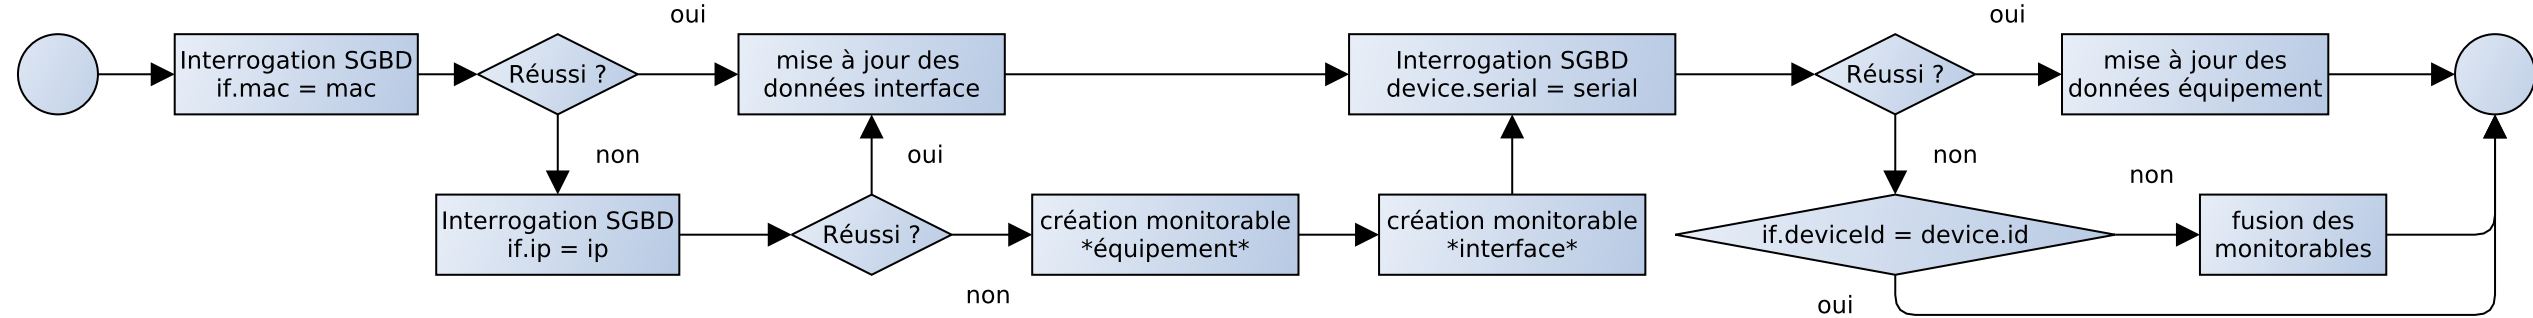 oui
oui
Interrogation SGBD
if.mac = mac
Réussi ?
mise à jour des
données interface
Interrogation SGBD
device.serial = serial
Réussi ?
mise à jour des
données équipement
non
oui
non
non
Interrogation SGBD
if.ip = ip
Réussi ?
création monitorable
*équipement*
création monitorable
*interface*
if.deviceId = device.id
fusion des
monitorables
non
oui